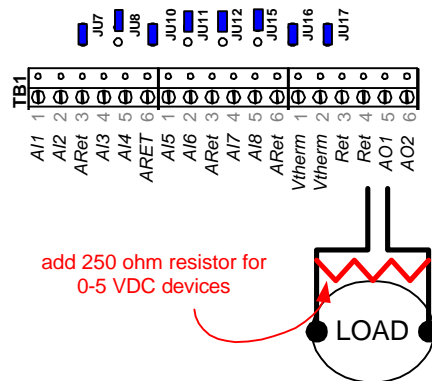 JU7 JU8 JU10 JU11 JU12 JU15 JU16 JU17
TB1
1 2 3 4 5 6 1 2 3 4 5 6 1 2 3 4 5 6
AI1 AI2 ARet AI3 AI4 ARET AI5 AI6 ARet AI7 AI8 ARet Vtherm Vtherm Ret Ret AO1 AO2
add 250 ohm resistor for
0-5 VDC devices
LOAD